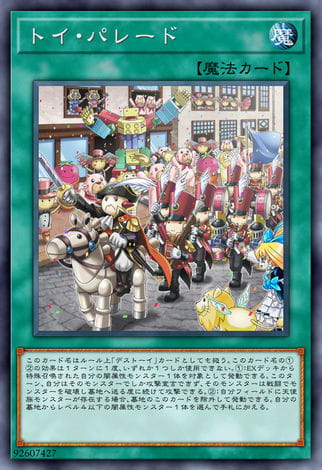 トイ・パレード
魔
【魔法カード】
このカード名はルール上「デストーイ」カードとしても扱う。このカード名の①
②の効果は１ターンに１度、いずれか１つしか使用できない。①：EXデッキから
特殊召喚された自分の闇属性モンスター１体を対象として発動できる。このター
ン、自分はそのモンスターでしか攻撃宣言できず、そのモンスターは戦闘でモン
スターを破壊し墓地へ送る度に続けて攻撃できる。②：自分フィールドに天使
族モンスターが存在する場合、墓地のこのカードを除外して発動できる。自分の
墓地からレベル４以下の闇属性モンスター１体を選んで手札に加える。
92607427